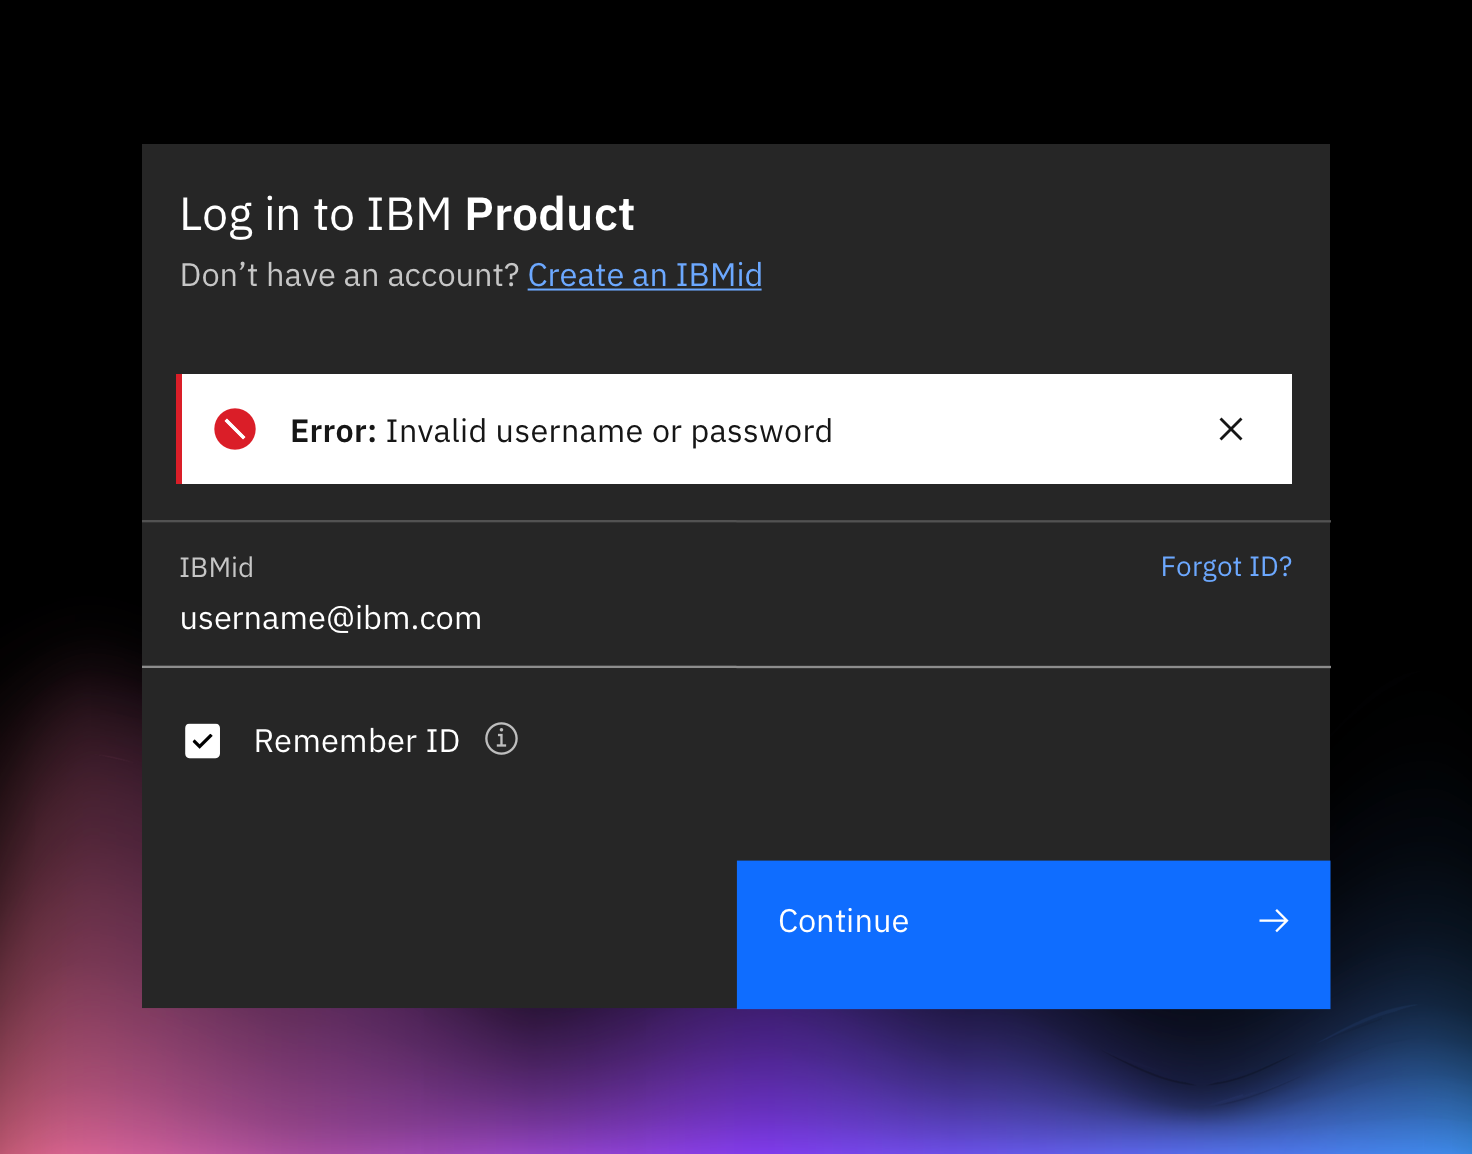 Log in to IBM Product
Don’t have an account? Create an IBMid
Error: Invalid username or password
IBMid
Forgot ID?
username@ibm.com
Remember ID
Continue